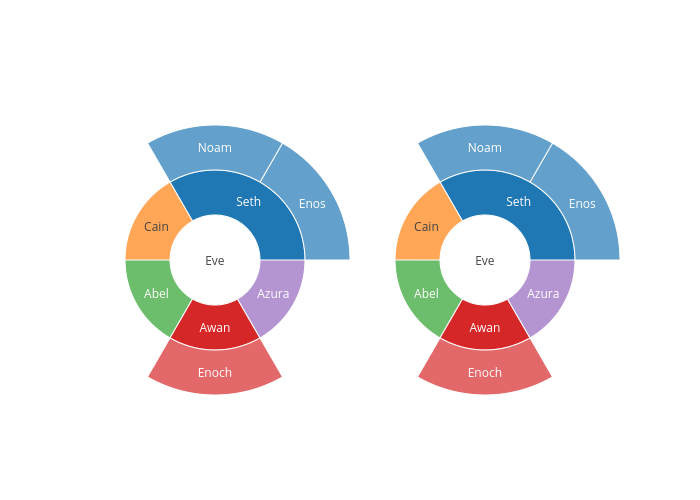 Noam
Seth
Enos
Cain
Eve
Abel
Azura
Awan
Enoch
Noam
Seth
Enos
Cain
Eve
Abel
Azura
Awan
Enoch